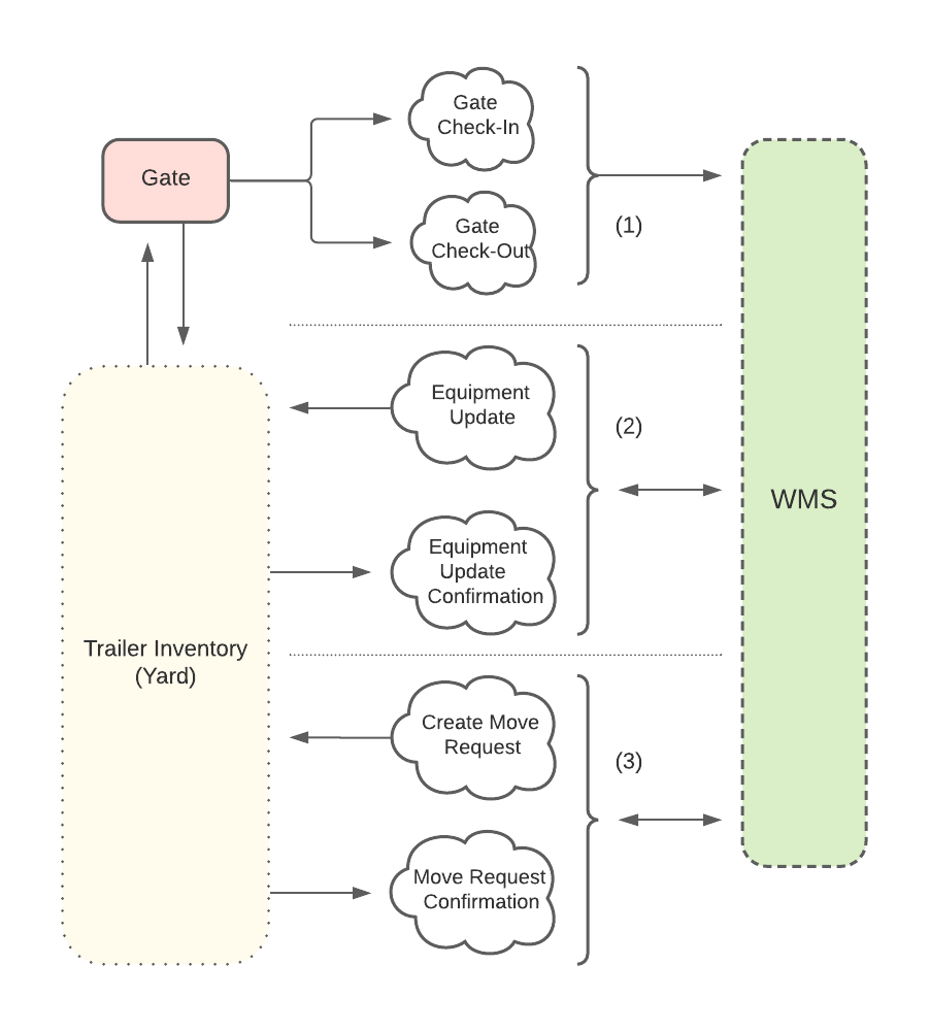 Gate
Check-In
Gate
Gate
Check-Out
(1)
Equipment
Update
(2)
WMS
Equipment
Update
Confirmation
Trailer Inventory
(Yard)
Create Move
Request
(3)
Move Request
Confirmation